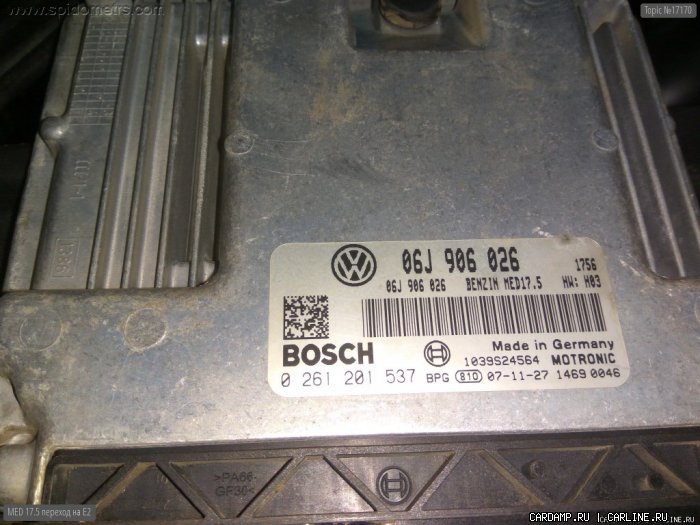 www.spidometrs.com
Topic №17170
06J 906 026
1756
06J 906 026 BENZIN MED17.5 HW: H03
Made in Germany
BOSCH
1039S24564 MOTRONIC
0 261 201 537 BPG 810 07-11-27 1469 0046
>PA66-
GF30<
MED 17.5 переход на E2
CARDAMP.RU | CARLINE.RU